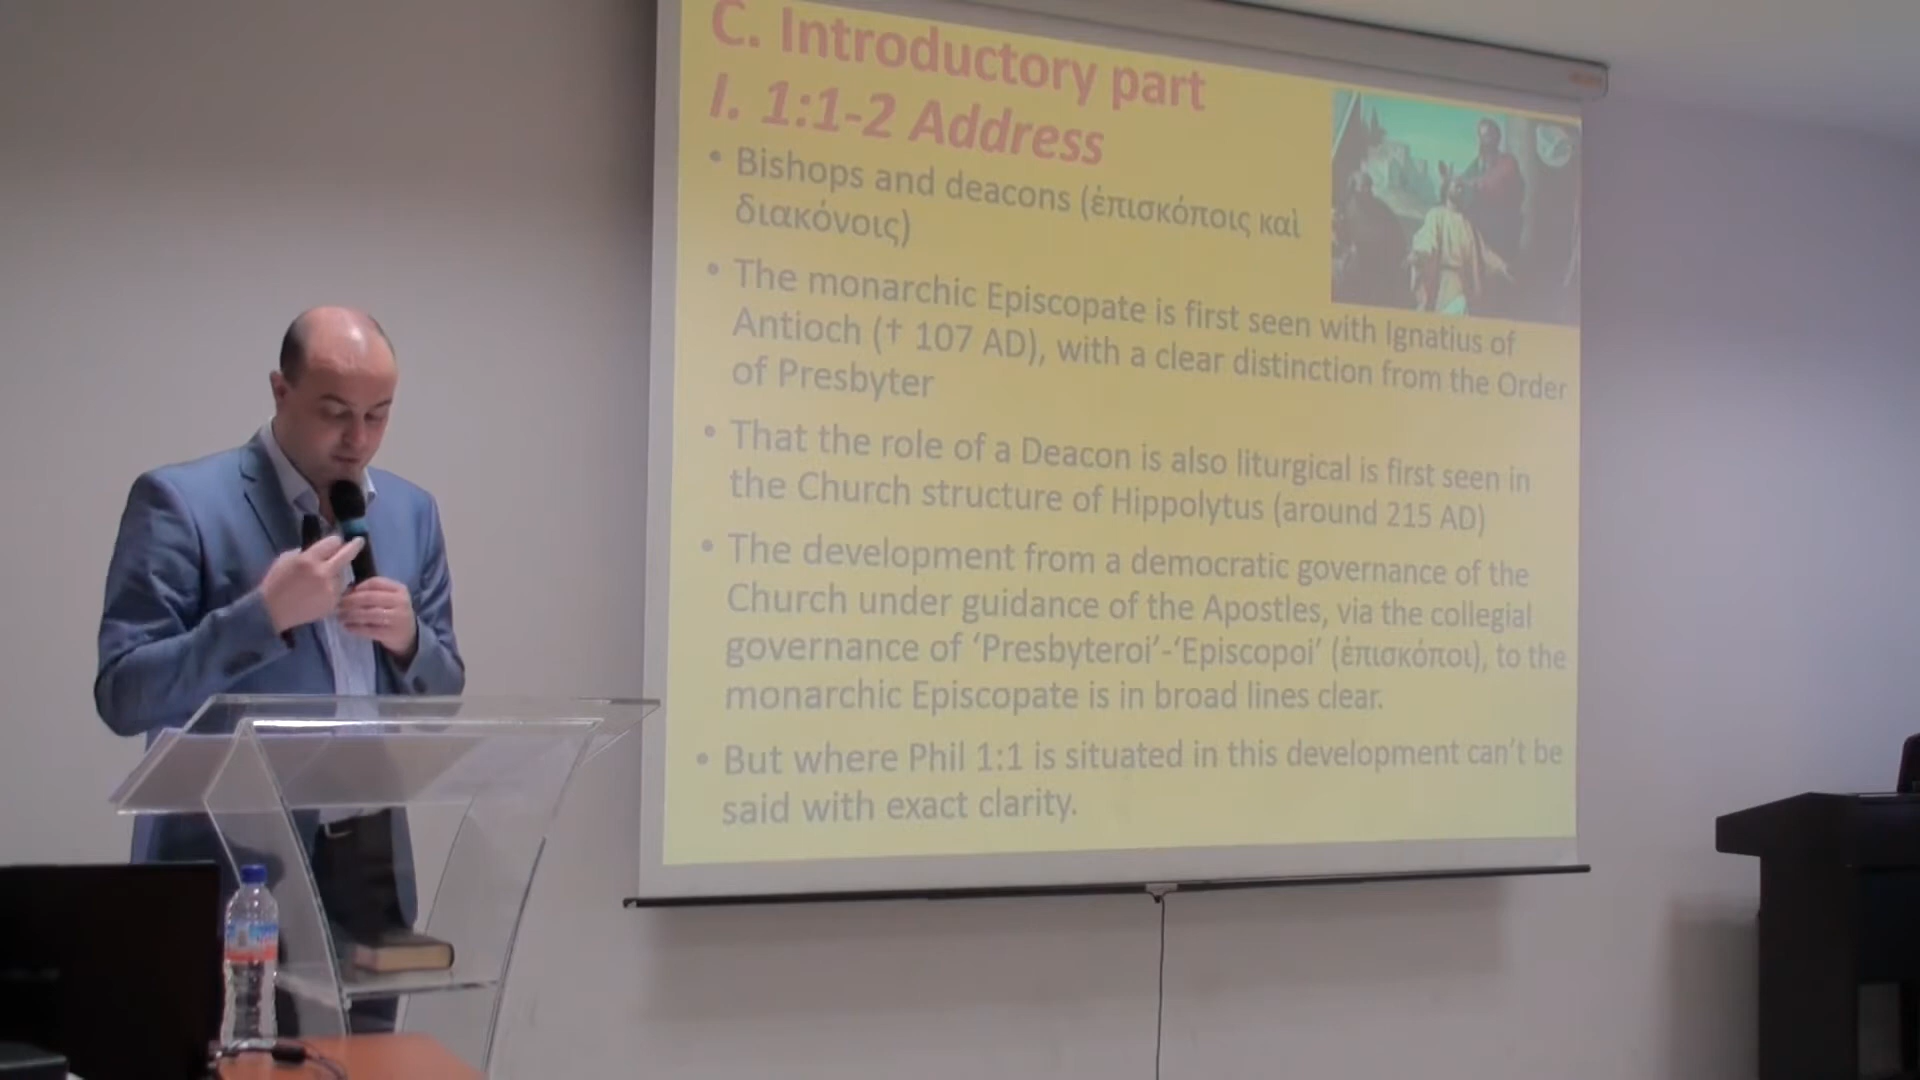 C. Introductory part
I. 1:1-2 Address
• Bishops and deacons (ἐπισκόποις καὶ
διακόνοις)
• The monarchic Episcopate is first seen with Ignatius of
Antioch († 107 AD), with a clear distinction from the Order
of Presbyter
• That the role of a Deacon is also liturgical is first seen in
the Church structure of Hippolytus (around 215 AD)
• The development from a democratic governance of the
Church under guidance of the Apostles, via the collegial
governance of ‘Presbyteroi’-‘Episcopoi’ (ἐπισκόποι), to the
monarchic Episcopate is in broad lines clear.
• But where Phil 1:1 is situated in this development can’t be
said with exact clarity.